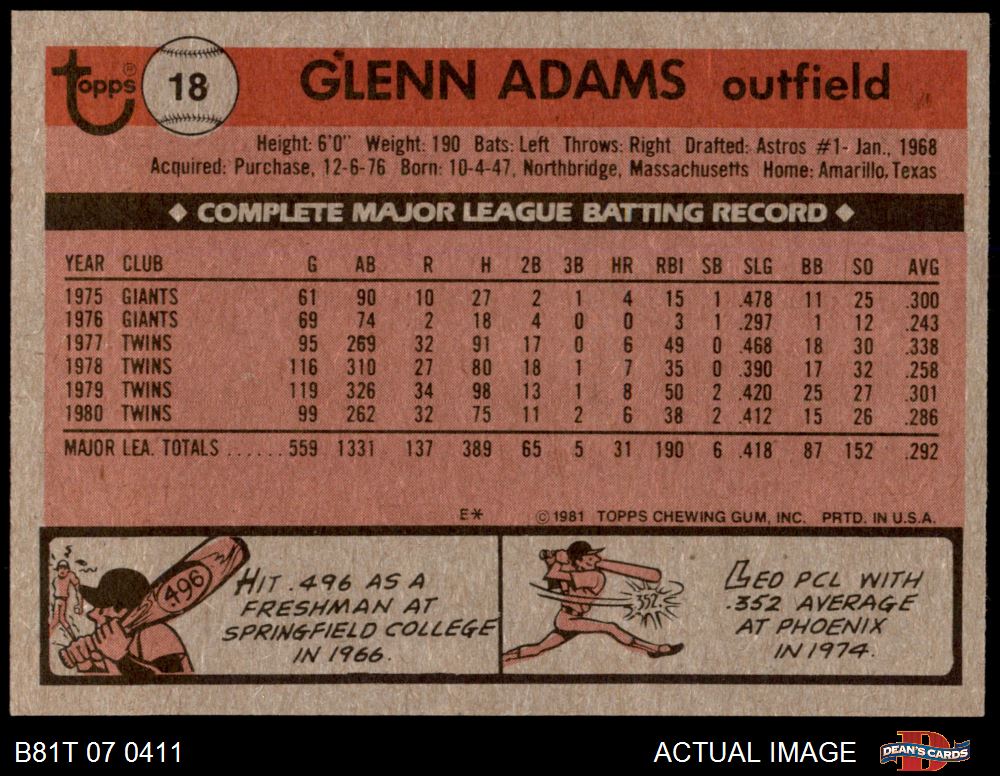 Topps®
18
GLENN ADAMS outfield
Height: 6'0" Weight: 190 Bats: Left Throws: Right Drafted: Astros #1- Jan., 1968
Acquired: Purchase, 12-6-76 Born: 10-4-47, Northbridge, Massachusetts Home: Amarillo, Texas
◆ COMPLETE MAJOR LEAGUE BATTING RECORD ◆
YEAR CLUB G AB R H 2B 3B HR RBI SB SLG BB SO AVG
1975 GIANTS 61 90 10 27 2 1 4 15 1 .478 11 25 .300
1976 GIANTS 69 74 2 18 4 0 0 3 1 .297 1 12 .243
1977 TWINS 95 269 32 91 17 0 6 49 0 .468 18 30 .338
1978 TWINS 116 310 27 80 18 1 7 35 0 .390 17 32 .258
1979 TWINS 119 326 34 98 13 1 8 50 2 .420 25 27 .301
1980 TWINS 99 262 32 75 11 2 6 38 2 .412 15 26 .286
MAJOR LEA. TOTALS ...... 559 1331 137 389 65 5 31 190 6 .418 87 152 .292
E* ©1981 TOPPS CHEWING GUM, INC. PRTD. IN U.S.A.
.496
HIT .496 AS A
FRESHMAN AT
SPRINGFIELD COLLEGE
IN 1966.
.352
LED PCL WITH
.352 AVERAGE
AT PHOENIX
IN 1974.
B81T 07 0411
ACTUAL IMAGE
DEAN'S CARDS